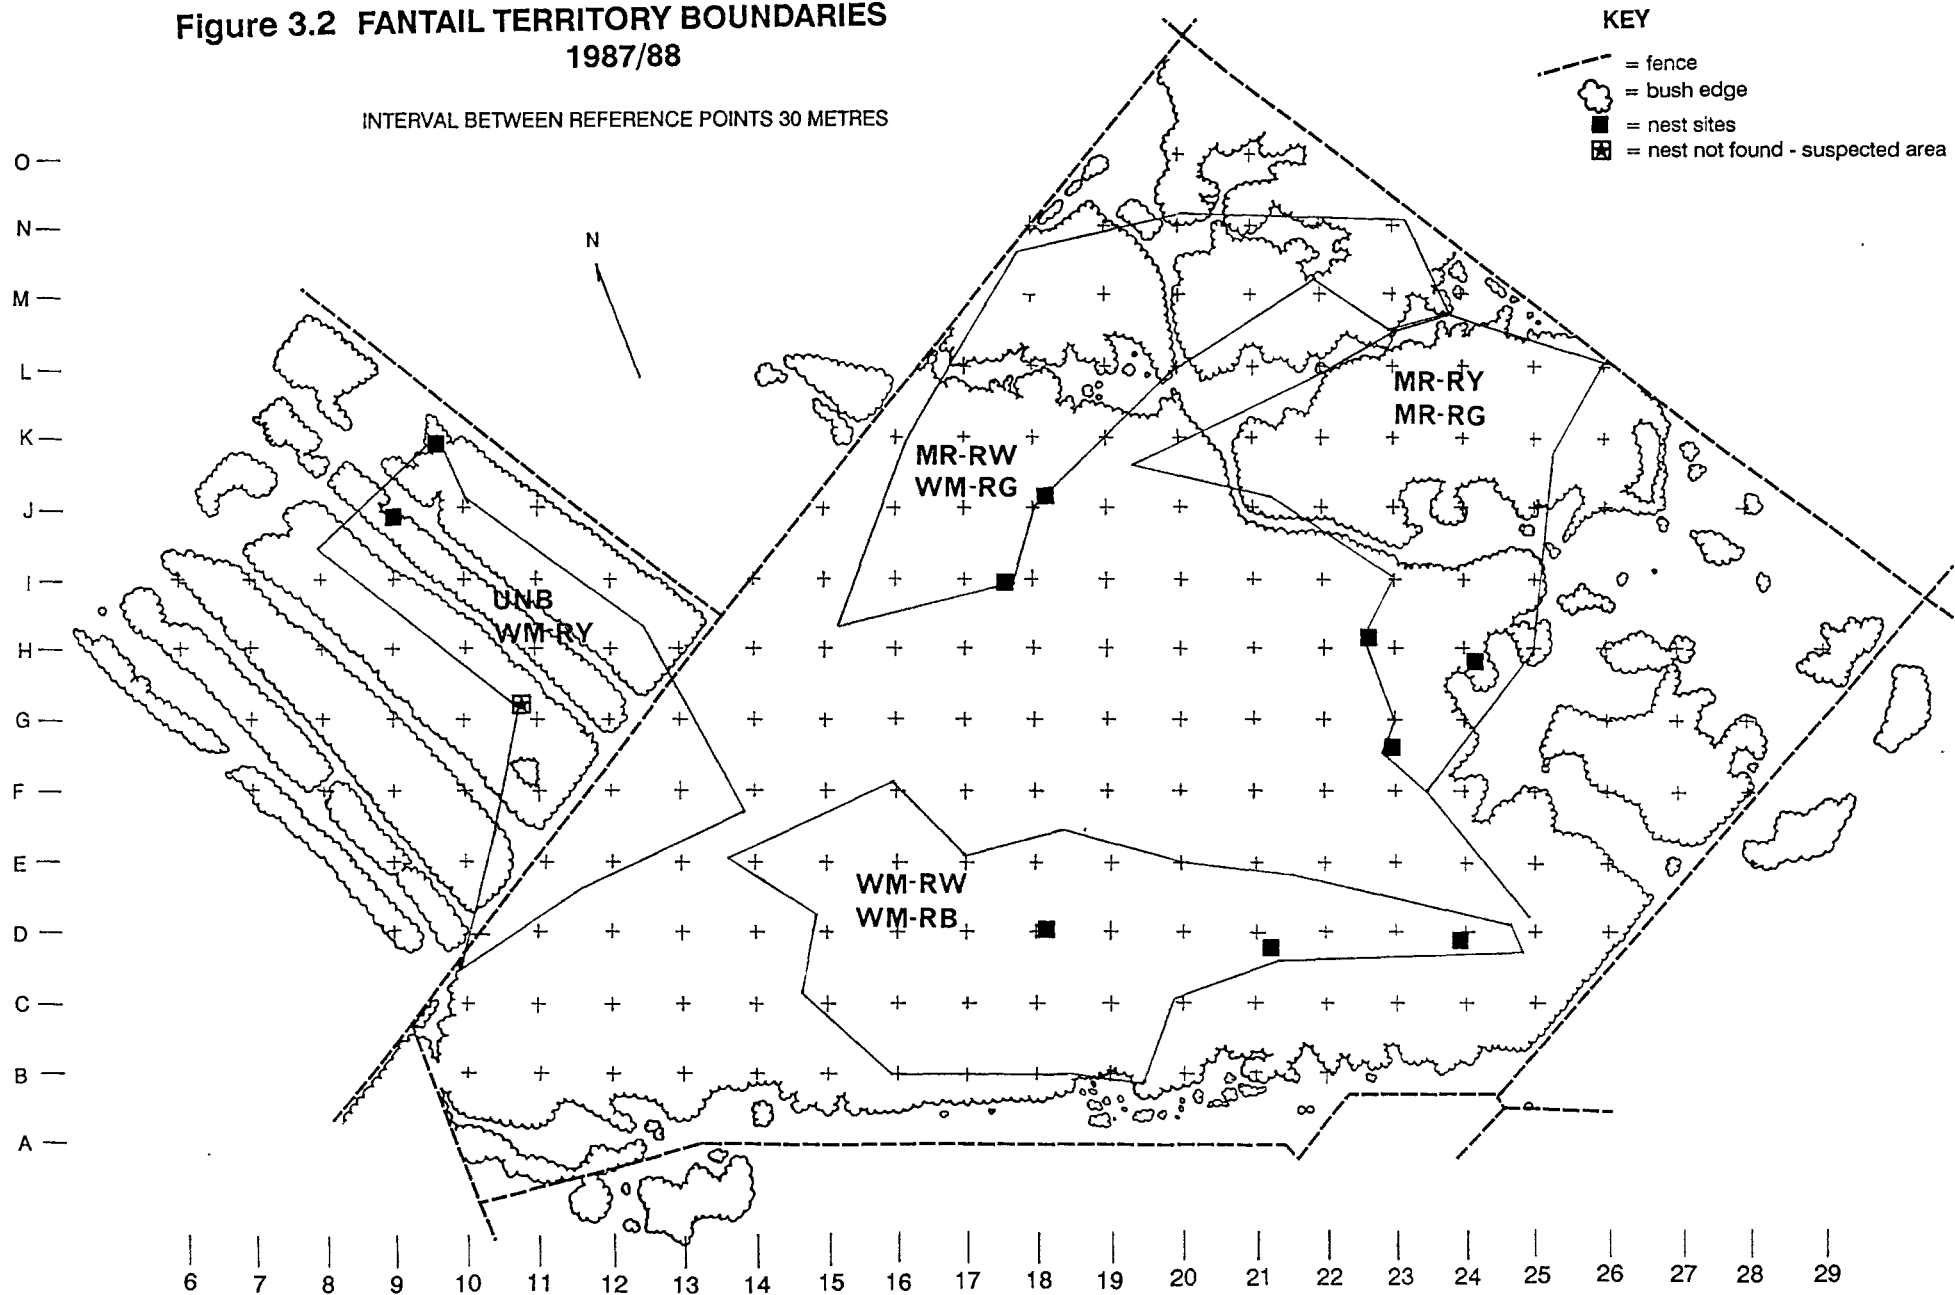 Figure 3.2 FANTAIL TERRITORY BOUNDARIES
1987/88
INTERVAL BETWEEN REFERENCE POINTS 30 METRES
KEY
= fence
= bush edge
= nest sites
= nest not found - suspected area
N
O
N
M
L
K
J
I
H
G
F
E
D
C
B
A
MR-RY
MR-RG
MR-RW
WM-RG
UNB
WM-RY
WM-RW
WM-RB
6 7 8 9 10 11 12 13 14 15 16 17 18 19 20 21 22 23 24 25 26 27 28 29